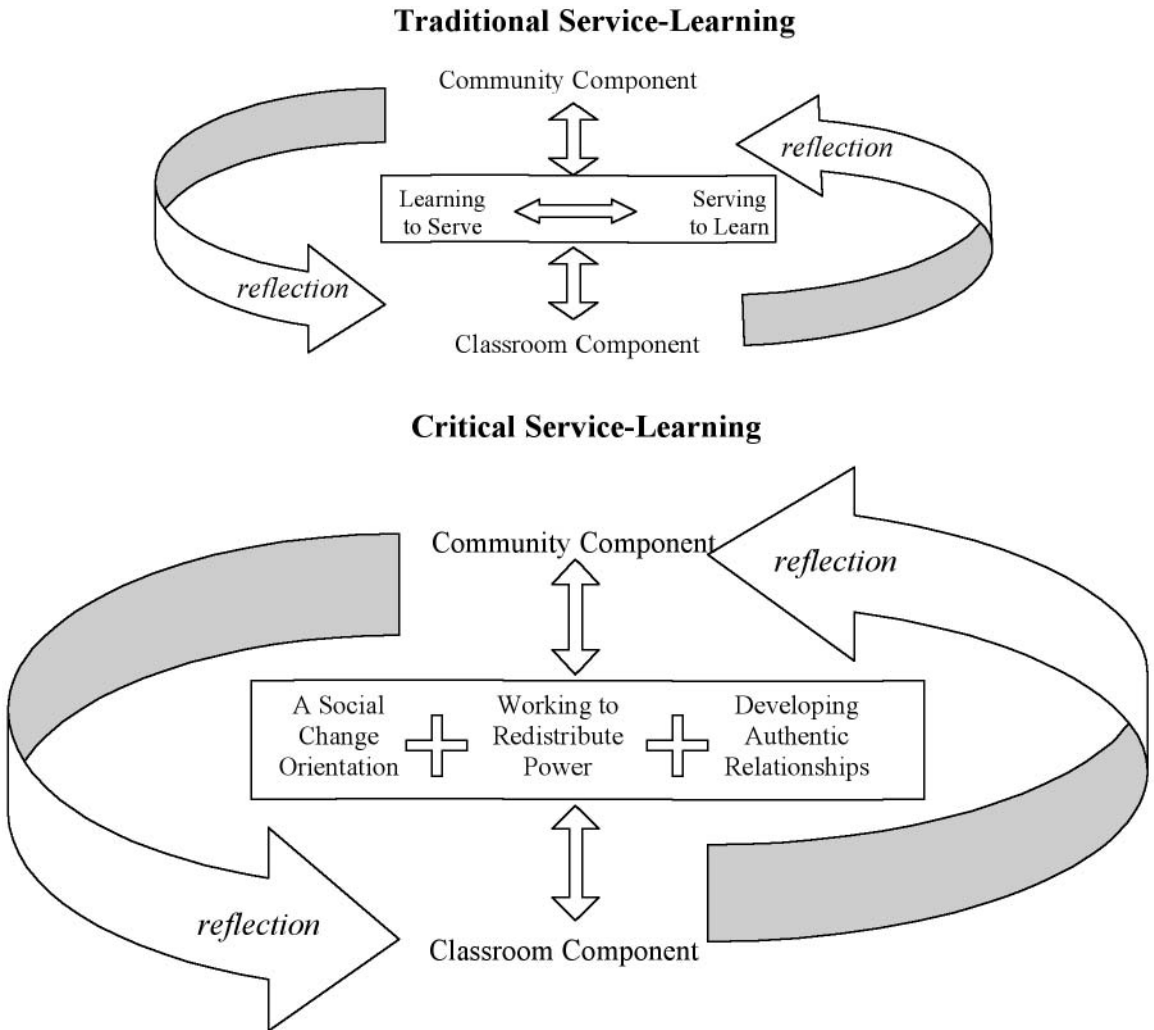 Traditional Service-Learning
Community Component
reflection
Learning
to Serve
Serving
to Learn
reflection
Classroom Component
Critical Service-Learning
Community Component
reflection
A Social
Change
Orientation
Working to
Redistribute
Power
Developing
Authentic
Relationships
reflection
Classroom Component